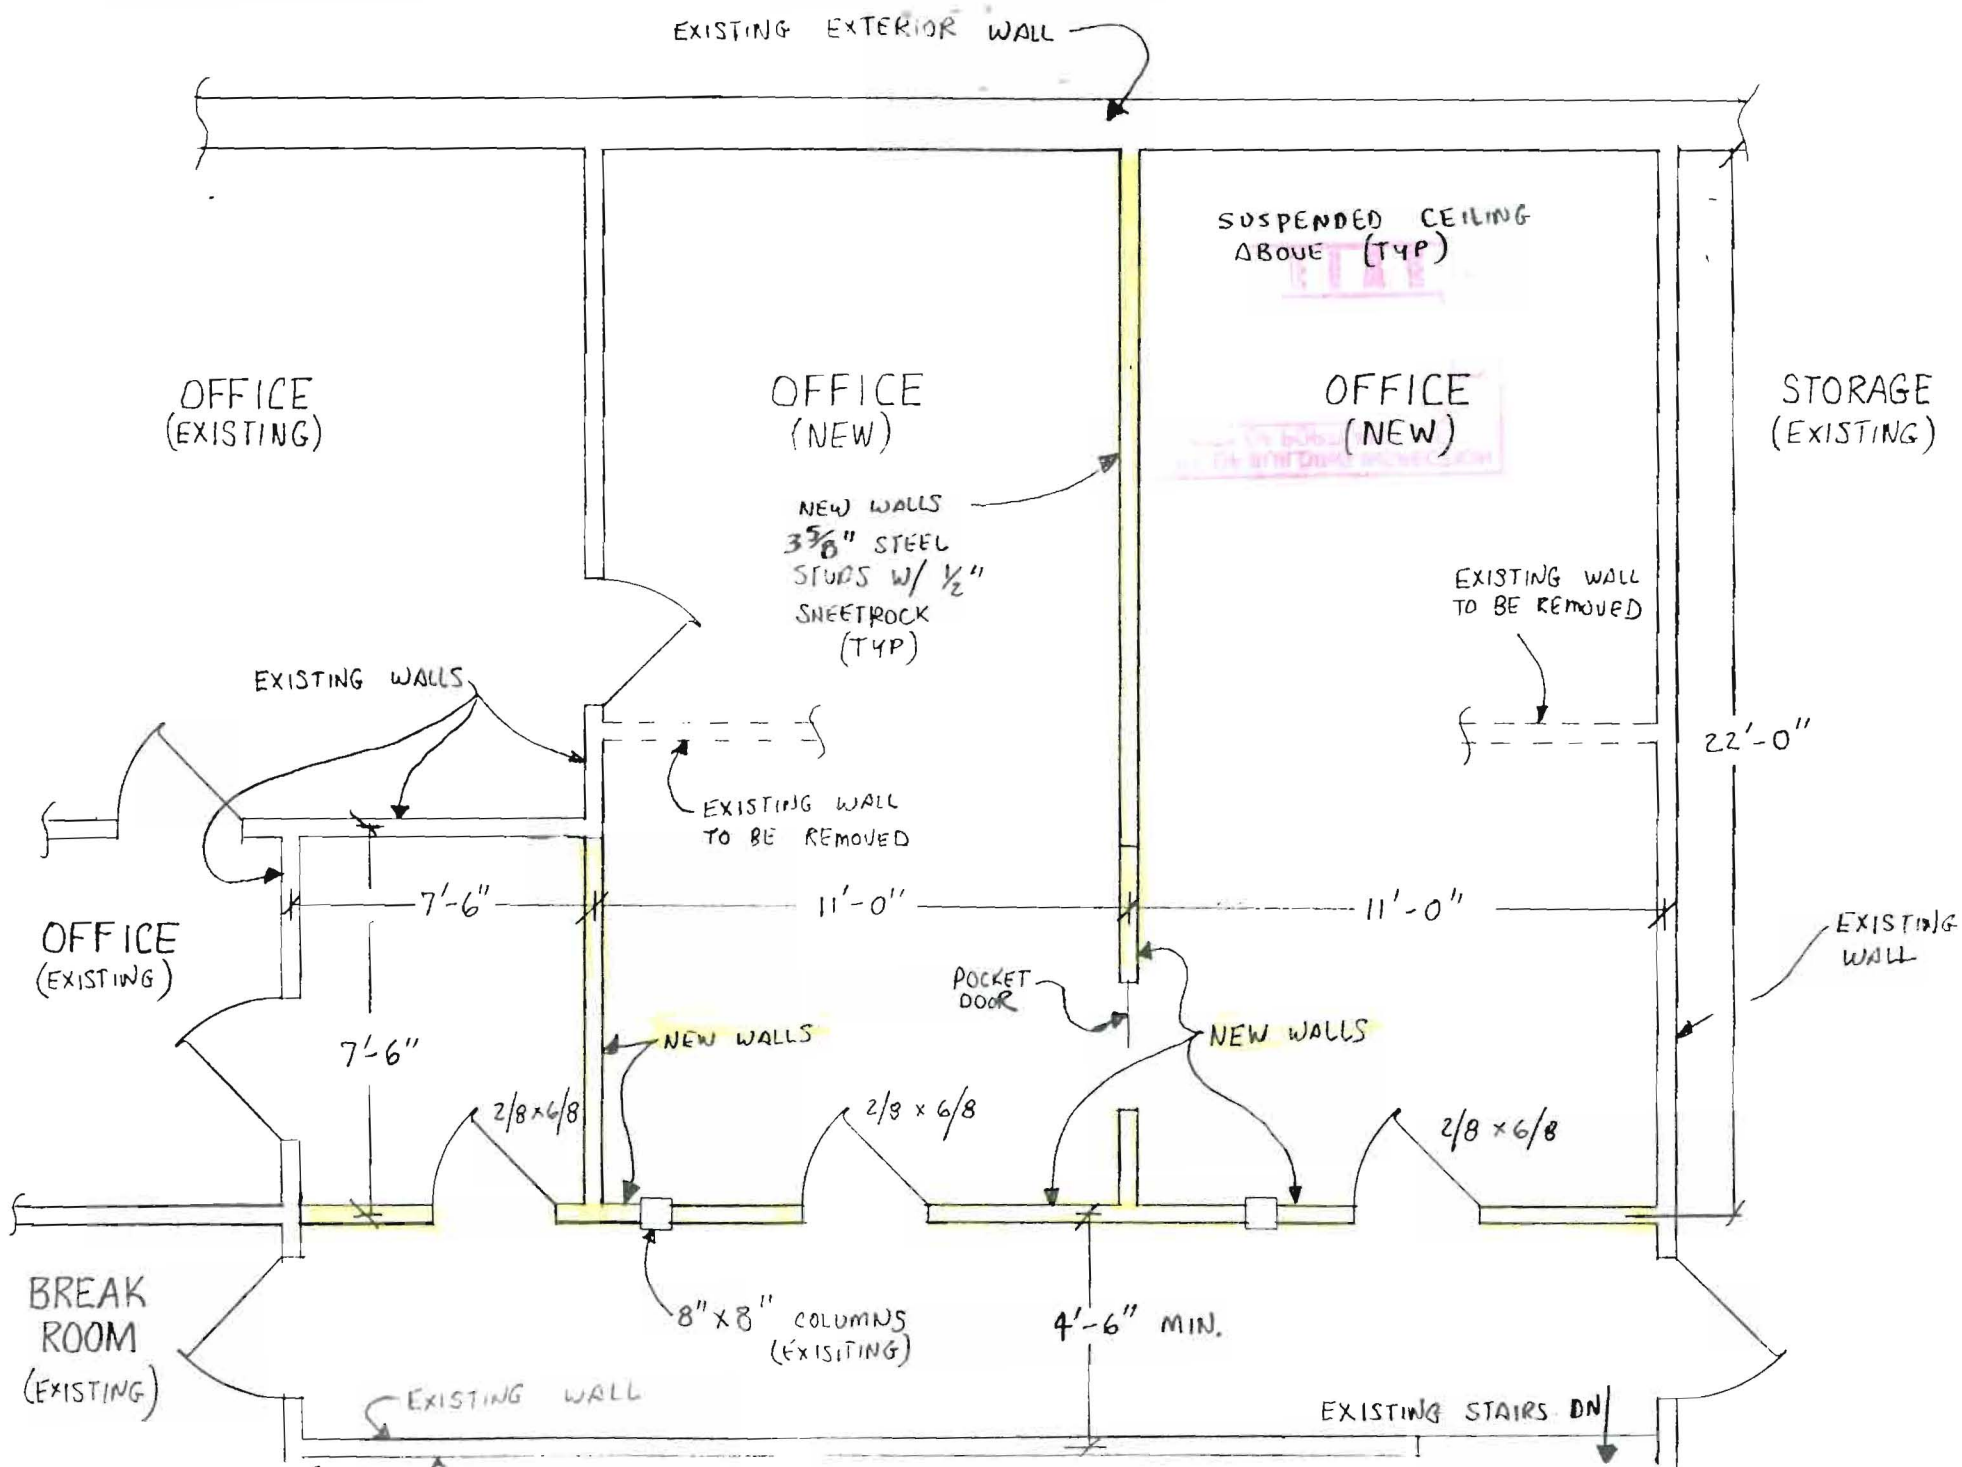 EXISTING EXTERIOR WALL
SUSPENDED CEILING
ABOVE (TYP)
OFFICE
(EXISTING)
OFFICE
(NEW)
OFFICE
(NEW)
STORAGE
(EXISTING)
NEW WALLS
3 5/8" STEEL
STUDS W/ 1/2"
SHEETROCK
(TYP)
EXISTING WALL
TO BE REMOVED
EXISTING WALLS
22'-0"
EXISTING WALL
TO BE REMOVED
7'-6"
11'-0"
11'-0"
OFFICE
(EXISTING)
EXISTING
WALL
POCKET
DOOR
7'-6"
NEW WALLS
NEW WALLS
2/8 x 6/8
2/8 x 6/8
2/8 x 6/8
BREAK
ROOM
(EXISTING)
8" x 8" COLUMNS
(EXISITING)
4'-6" MIN.
EXISTING WALL
EXISTING STAIRS DN